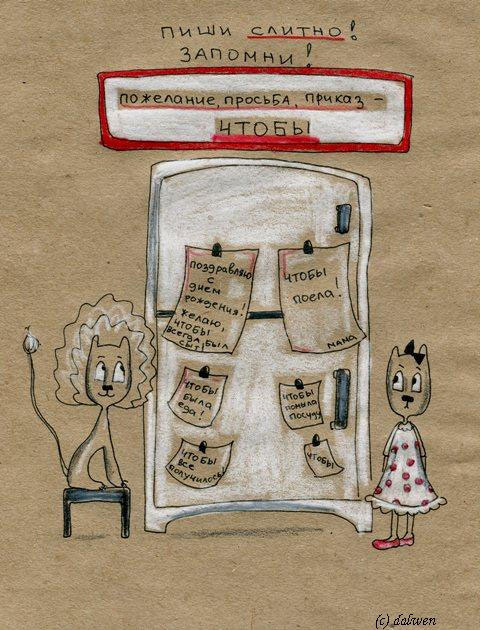 ПИШИ СЛИТНО!
ЗАПОМНИ!
ПОЖЕЛАНИЕ, ПРОСЬБА, ПРИКАЗ –
ЧТОБЫ
ПОЗДРАВЛЯЮ
С
ДНЕМ
РОЖДЕНИЯ!
ЖЕЛАЮ,
ЧТОБЫ
ВСЕГДА БЫЛ
СЫТ!
ЧТОБЫ
ПОЕЛА!
МАМА
ЧТОБЫ
БЫЛА
ЕДА!
ЧТОБЫ
ПОМЫЛА
ПОСУДУ
ЧТОБЫ
ВСЕ
ПОЛУЧИЛОСЬ!
ЧТОБЫ
(c) dalwen